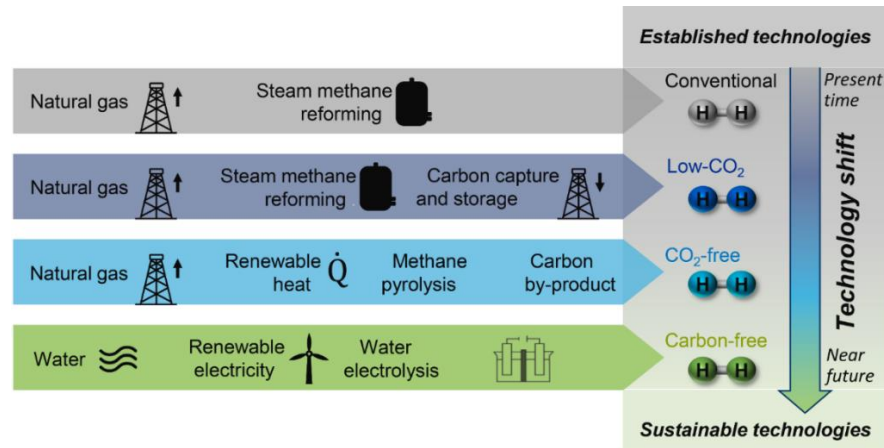 Established technologies
Natural gas
Steam methane
reforming
Conventional
H H
Present
time
Natural gas
Steam methane
reforming
Carbon capture
and storage
Low-CO₂
H H
Natural gas
Renewable
heat
Q̇
Methane
pyrolysis
Carbon
by-product
CO₂-free
H H
Technology shift
Water
Renewable
electricity
Water
electrolysis
Carbon-free
H H
Near
future
Sustainable technologies